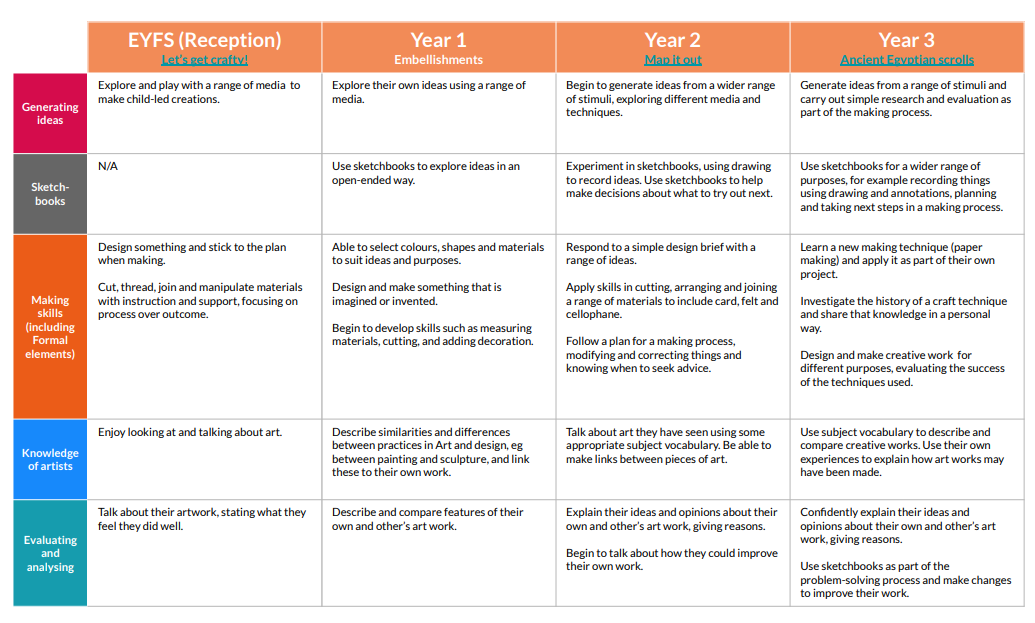 EYFS (Reception)
Let's get crafty!
Year 1
Embellishments
Year 2
Map it out
Year 3
Ancient Egyptian scrolls
Generating
ideas
Explore and play with a range of media to
make child-led creations.
Explore their own ideas using a range of
media.
Begin to generate ideas from a wider range
of stimuli, exploring different media and
techniques.
Generate ideas from a range of stimuli and
carry out simple research and evaluation as
part of the making process.
Sketch-
books
N/A
Use sketchbooks to explore ideas in an
open-ended way.
Experiment in sketchbooks, using drawing
to record ideas. Use sketchbooks to help
make decisions about what to try out next.
Use sketchbooks for a wider range of
purposes, for example recording things
using drawing and annotations, planning
and taking next steps in a making process.
Making
skills
(including
Formal
elements)
Design something and stick to the plan
when making.
Cut, thread, join and manipulate materials
with instruction and support, focusing on
process over outcome.
Able to select colours, shapes and materials
to suit ideas and purposes.
Design and make something that is
imagined or invented.
Begin to develop skills such as measuring
materials, cutting, and adding decoration.
Respond to a simple design brief with a
range of ideas.
Apply skills in cutting, arranging and joining
a range of materials to include card, felt and
cellophane.
Follow a plan for a making process,
modifying and correcting things and
knowing when to seek advice.
Learn a new making technique (paper
making) and apply it as part of their own
project.
Investigate the history of a craft technique
and share that knowledge in a personal
way.
Design and make creative work for
different purposes, evaluating the success
of the techniques used.
Knowledge
of artists
Enjoy looking at and talking about art.
Describe similarities and differences
between practices in Art and design, eg
between painting and sculpture, and link
these to their own work.
Talk about art they have seen using some
appropriate subject vocabulary. Be able to
make links between pieces of art.
Use subject vocabulary to describe and
compare creative works. Use their own
experiences to explain how art works may
have been made.
Evaluating
and
analysing
Talk about their artwork, stating what they
feel they did well.
Describe and compare features of their
own and other's art work.
Explain their ideas and opinions about their
own and other's art work, giving reasons.
Begin to talk about how they could improve
their own work.
Confidently explain their ideas and
opinions about their own and other's art
work, giving reasons.
Use sketchbooks as part of the
problem-solving process and make changes
to improve their work.